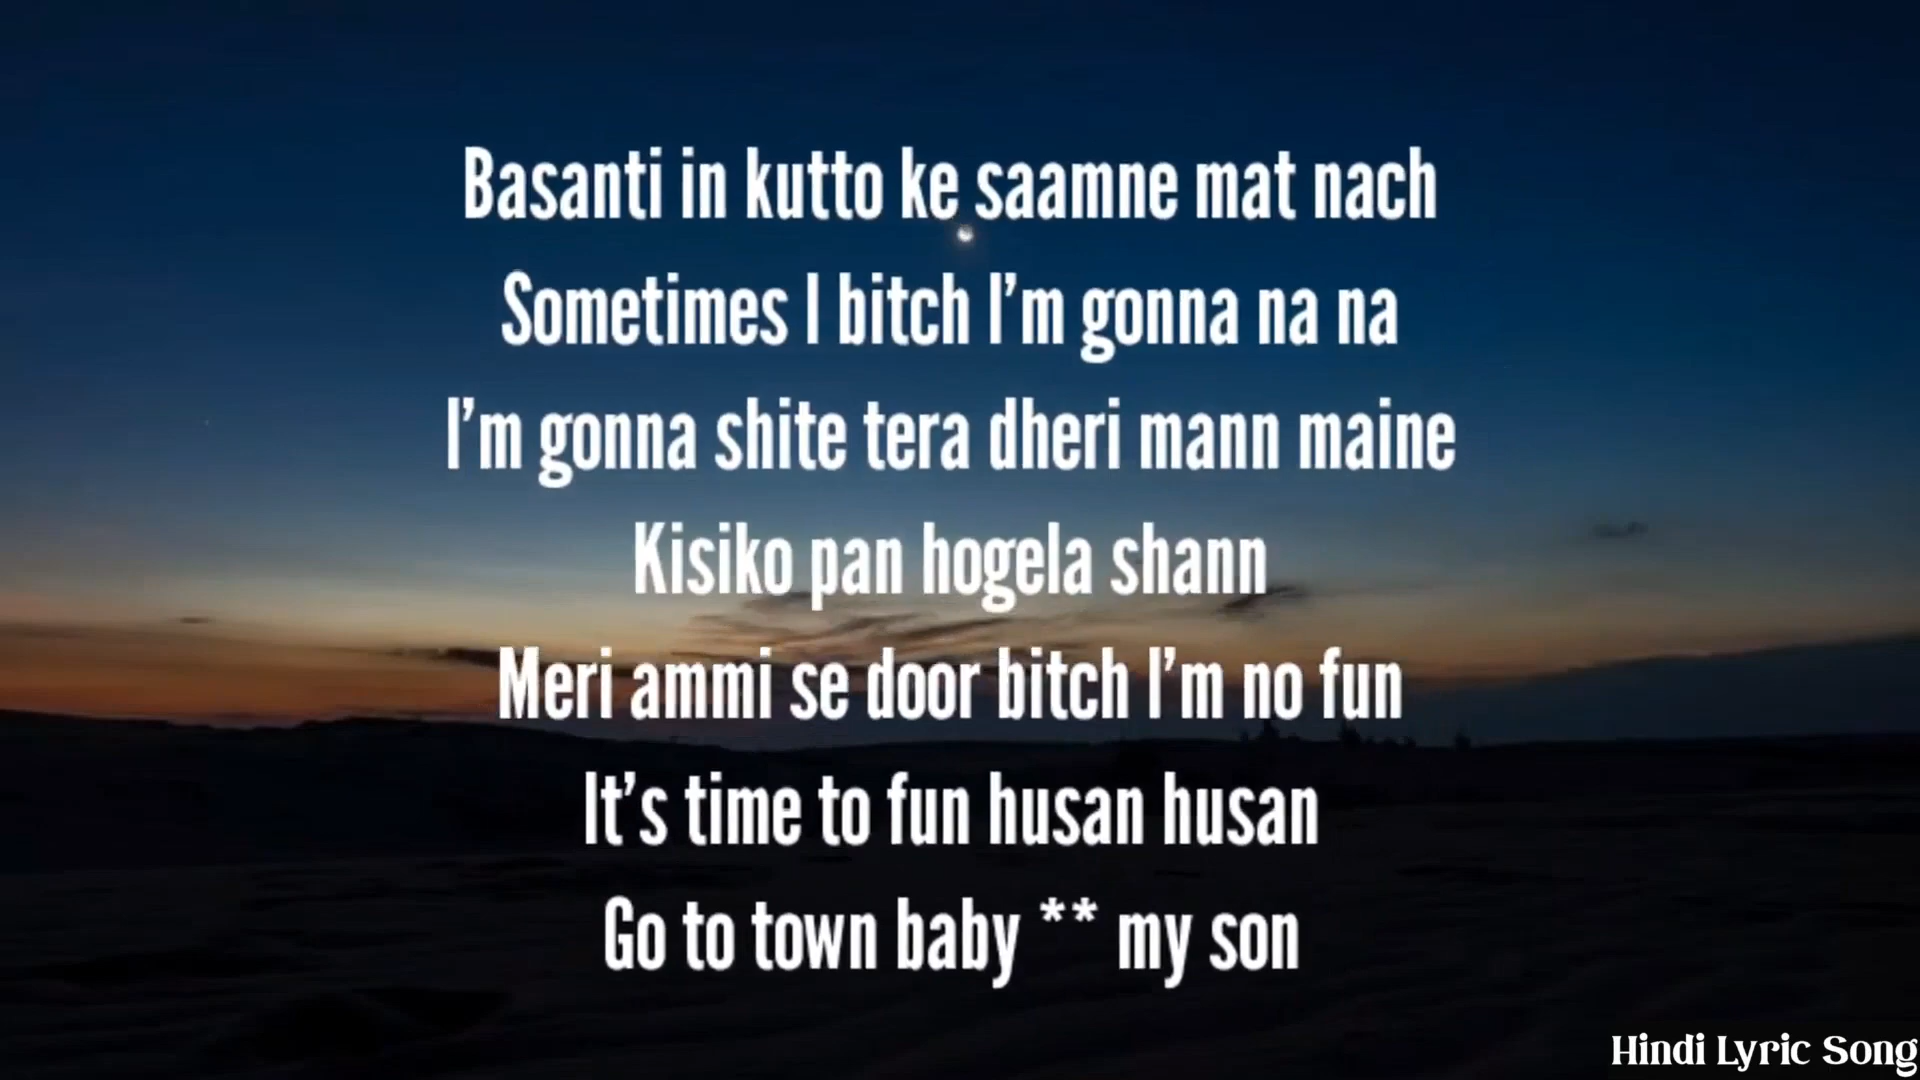 Basanti in kutto ke saamne mat nach
Sometimes I bitch I'm gonna na na
I'm gonna shite tera dheri mann maine
Kisiko pan hogela shann
Meri ammi se door bitch I'm no fun
It's time to fun husan husan
Go to town baby ** my son
Hindi Lyric Song